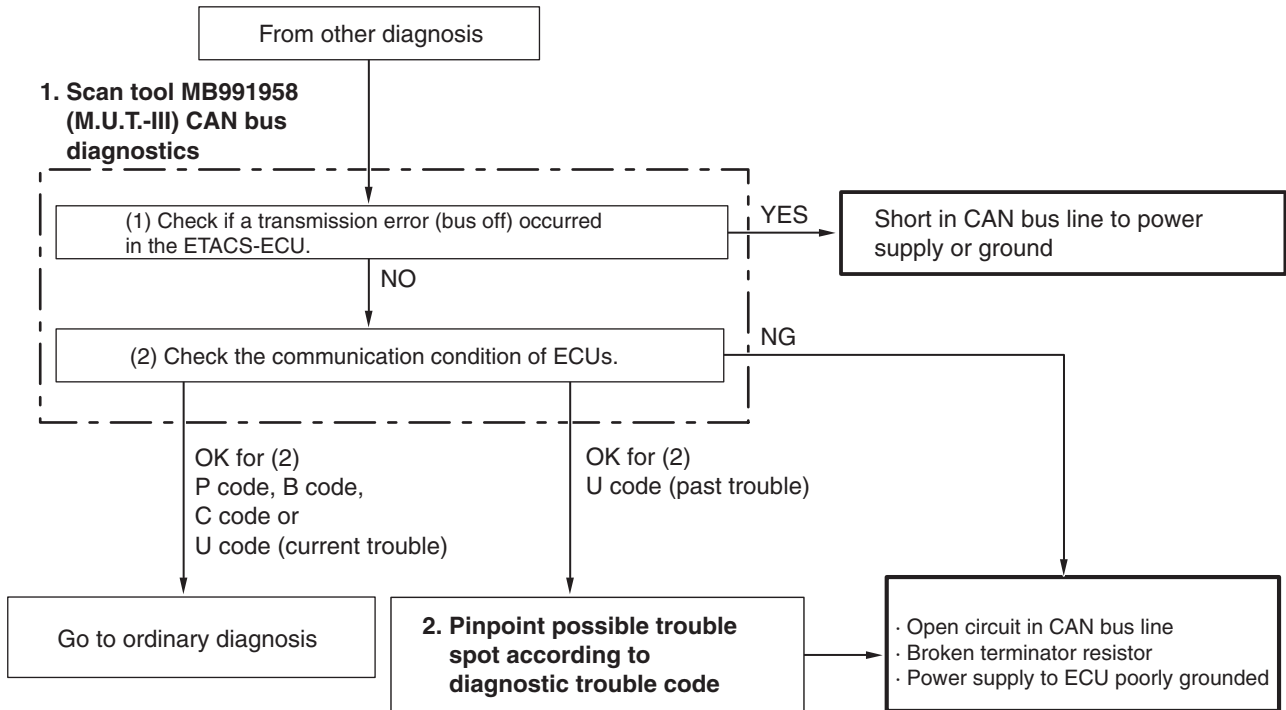 From other diagnosis
1. Scan tool MB991958
(M.U.T.-III) CAN bus
diagnostics
(1) Check if a transmission error (bus off) occurred
in the ETACS-ECU.
YES
Short in CAN bus line to power
supply or ground
NO
(2) Check the communication condition of ECUs.
NG
OK for (2)
P code, B code,
C code or
U code (current trouble)
OK for (2)
U code (past trouble)
Go to ordinary diagnosis
2. Pinpoint possible trouble
spot according to
diagnostic trouble code
· Open circuit in CAN bus line
· Broken terminator resistor
· Power supply to ECU poorly grounded